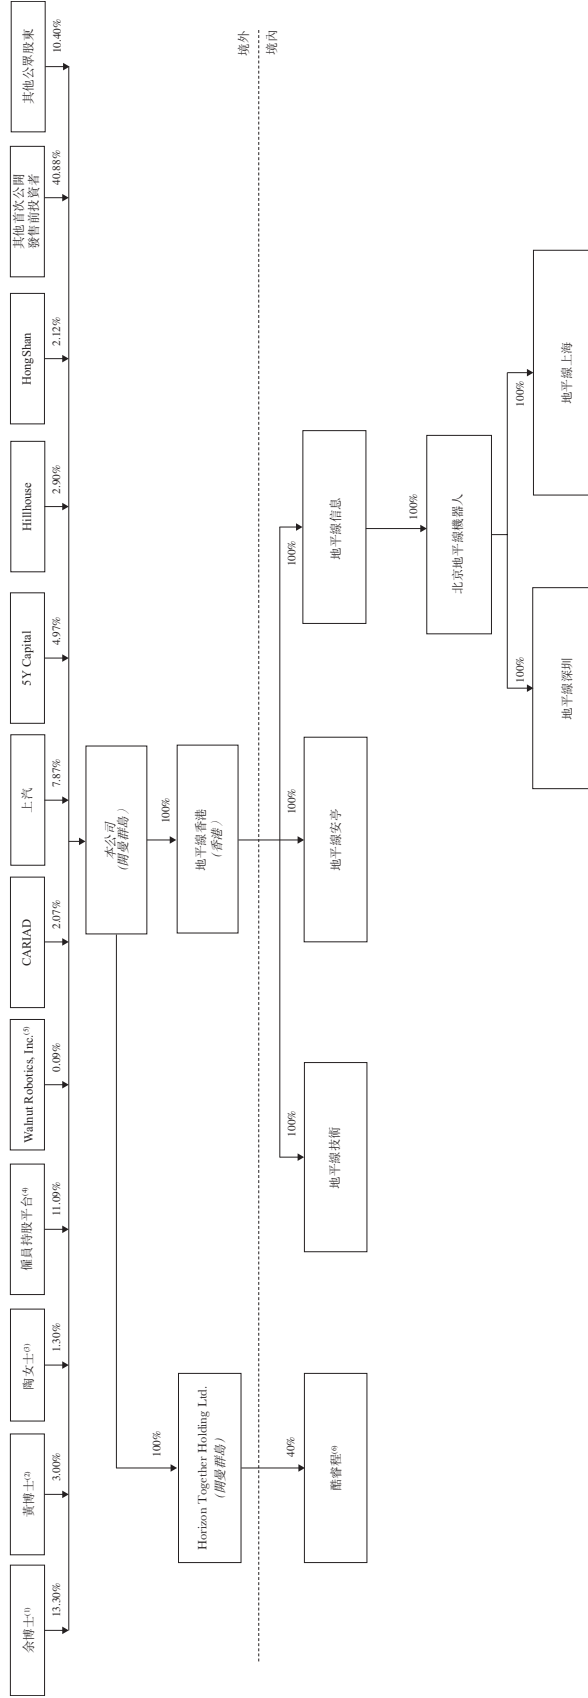 余博士(1)
13.30%
黃博士(2)
3.00%
陶女士(3)
1.30%
僱員持股平台(4)
11.09%
Walnut Robotics, Inc.(5)
0.09%
CARIAD
2.07%
上汽
7.87%
5Y Capital
4.97%
Hillhouse
2.90%
HongShan
2.12%
其他首次公開
發售前投資者
40.88%
其他公眾股東
10.40%
本公司
(開曼群島)
100%
Horizon Together Holding Ltd.
(開曼群島)
100%
地平線香港
(香港)
境外
境內
40%
酷睿程(6)
100%
地平線技術
100%
地平線安亭
100%
地平線信息
100%
北京地平線機器人
100%
地平線深圳
100%
地平線上海